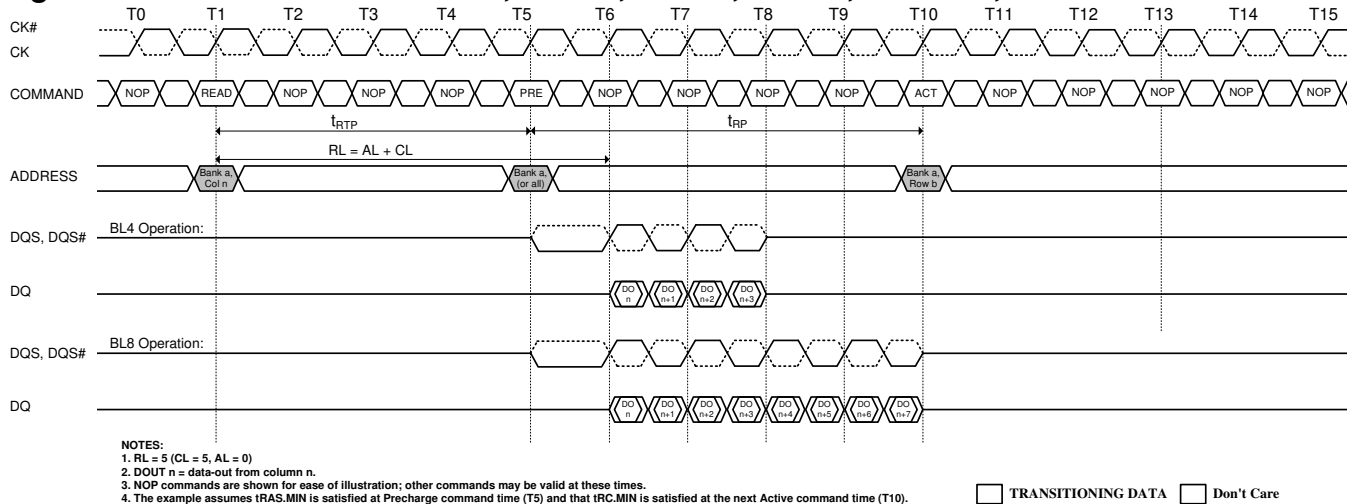 T0 T1 T2 T3 T4 T5 T6 T7 T8 T9 T10 T11 T12 T13 T14 T15
CK#
CK
COMMAND NOP READ NOP NOP NOP PRE NOP NOP NOP NOP ACT NOP NOP NOP NOP NOP
tRTP tRP
RL = AL + CL
ADDRESS Bank a, Col n Bank a, (or all) Bank a, Row b
BL4 Operation:
DQS, DQS#
DQ DO n DO n+1 DO n+2 DO n+3
BL8 Operation:
DQS, DQS#
DQ DO n DO n+1 DO n+2 DO n+3 DO n+4 DO n+5 DO n+6 DO n+7
NOTES:
1. RL = 5 (CL = 5, AL = 0)
2. DOUT n = data-out from column n.
3. NOP commands are shown for ease of illustration; other commands may be valid at these times.
4. The example assumes tRAS.MIN is satisfied at Precharge command time (T5) and that tRC.MIN is satisfied at the next Active command time (T10).
TRANSITIONING DATA Don't Care